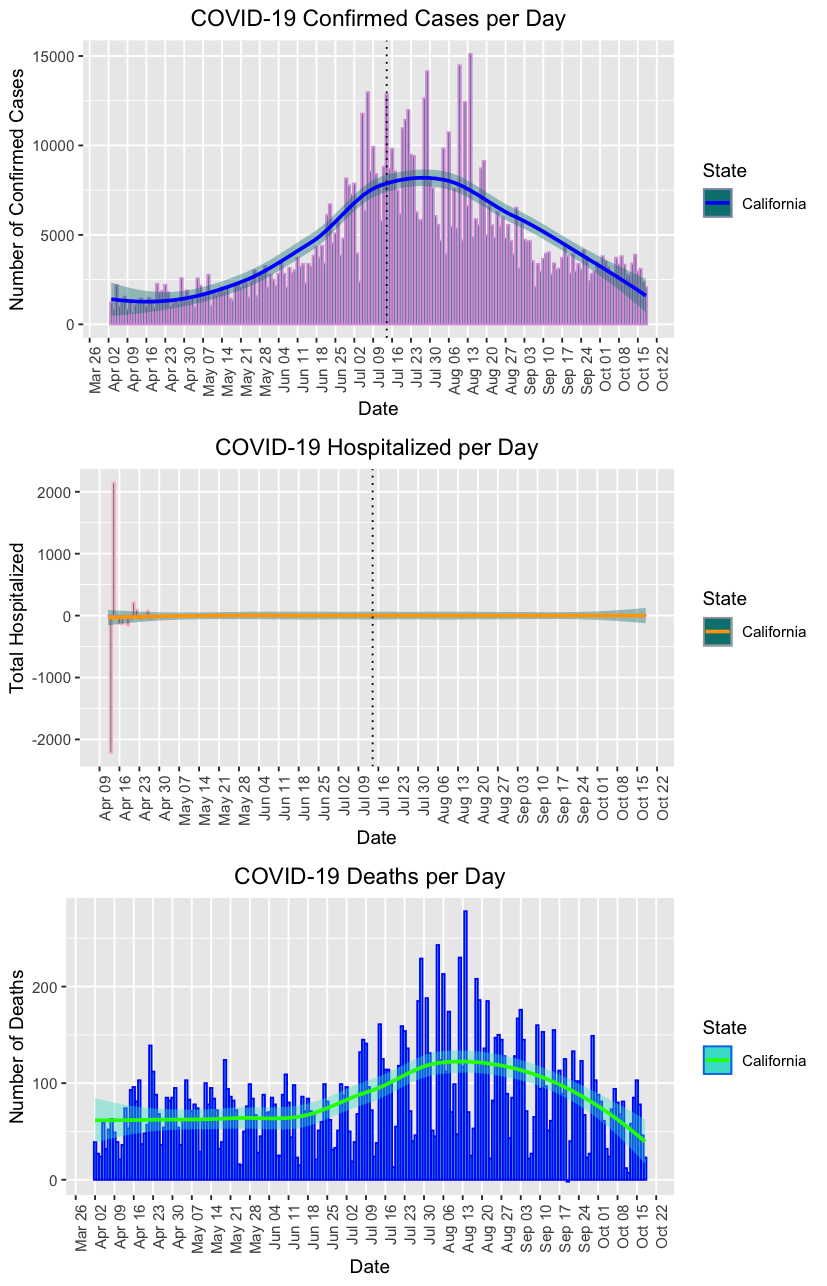 COVID-19 Confirmed Cases per Day
Number of Confirmed Cases
15000
10000
5000
0
Mar 26
Apr 02
Apr 09
Apr 16
Apr 23
Apr 30
May 07
May 14
May 21
May 28
Jun 04
Jun 11
Jun 18
Jun 25
Jul 02
Jul 09
Jul 16
Jul 23
Jul 30
Aug 06
Aug 13
Aug 20
Aug 27
Sep 03
Sep 10
Sep 17
Sep 24
Oct 01
Oct 08
Oct 15
Oct 22
Date
State
California
COVID-19 Hospitalized per Day
Total Hospitalized
2000
1000
0
-1000
-2000
Apr 09
Apr 16
Apr 23
Apr 30
May 07
May 14
May 21
May 28
Jun 04
Jun 11
Jun 18
Jun 25
Jul 02
Jul 09
Jul 16
Jul 23
Jul 30
Aug 06
Aug 13
Aug 20
Aug 27
Sep 03
Sep 10
Sep 17
Sep 24
Oct 01
Oct 08
Oct 15
Oct 22
Date
State
California
COVID-19 Deaths per Day
Number of Deaths
200
100
0
Mar 26
Apr 02
Apr 09
Apr 16
Apr 23
Apr 30
May 07
May 14
May 21
May 28
Jun 04
Jun 11
Jun 18
Jun 25
Jul 02
Jul 09
Jul 16
Jul 23
Jul 30
Aug 06
Aug 13
Aug 20
Aug 27
Sep 03
Sep 10
Sep 17
Sep 24
Oct 01
Oct 08
Oct 15
Oct 22
Date
State
California